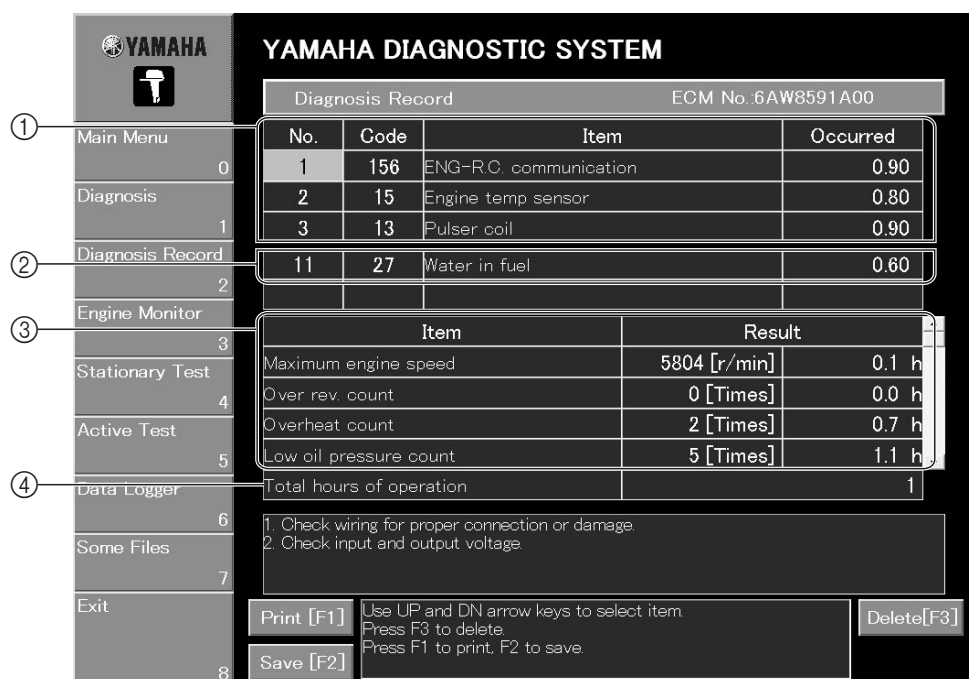 YAMAHA
YAMAHA DIAGNOSTIC SYSTEM
Diagnosis Record ECM No.:6AW8591A00
①
Main Menu
0
Diagnosis
1
Diagnosis Record
2
Engine Monitor
3
Stationary Test
4
Active Test
5
Data Logger
6
Some Files
7
Exit
8
No. Code Item Occurred
1 156 ENG-R.C. communication 0.90
2 15 Engine temp sensor 0.80
3 13 Pulser coil 0.90
②
11 27 Water in fuel 0.60
③
Item Result
Maximum engine speed 5804 [r/min] 0.1 h
Over rev. count 0 [Times] 0.0 h
Overheat count 2 [Times] 0.7 h
Low oil pressure count 5 [Times] 1.1 h
④
Total hours of operation 1
1. Check wiring for proper connection or damage.
2. Check input and output voltage.
Print [F1]
Save [F2]
Use UP and DN arrow keys to select item.
Press F3 to delete.
Press F1 to print, F2 to save.
Delete[F3]